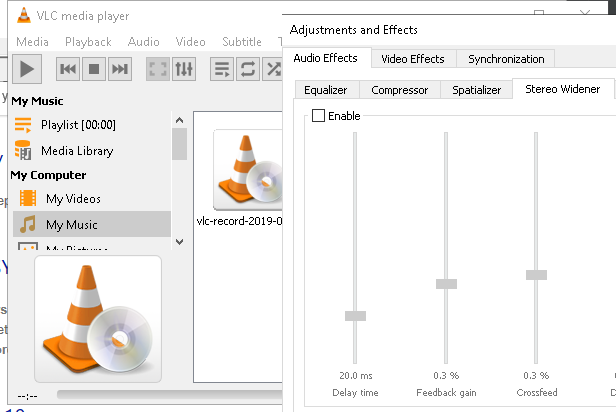 VLC media player
Media Playback Audio Video Subtitle
My Music
Playlist [00:00]
Media Library
My Computer
My Videos
My Music
My Pictures
vlc-record-2019-0
--:--
Adjustments and Effects
Audio Effects Video Effects Synchronization
Equalizer Compressor Spatializer Stereo Widener
Enable
20.0 ms 0.3 % 0.3 %
Delay time Feedback gain Crossfeed